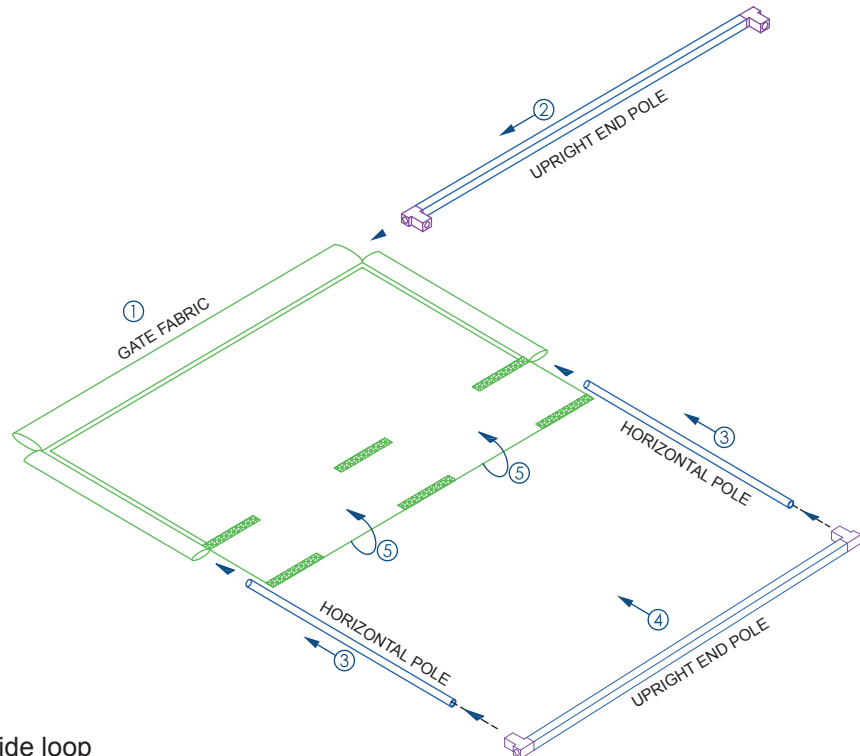 ②
UPRIGHT END POLE
①
GATE FABRIC
③
HORIZONTAL POLE
⑤
⑤
④
HORIZONTAL POLE
③
UPRIGHT END POLE
ide loop